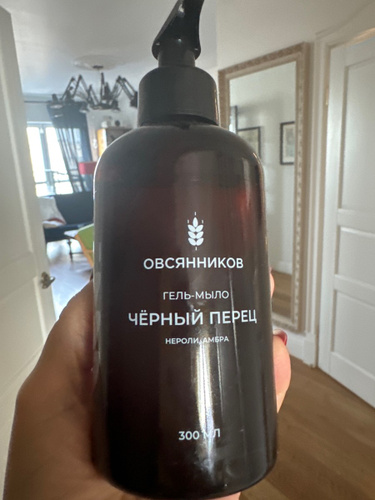 ОВСЯННИКОВ
ГЕЛЬ-МЫЛО
ЧЁРНЫЙ ПЕРЕЦ
НЕРОЛИ, АМБРА
300 МЛ